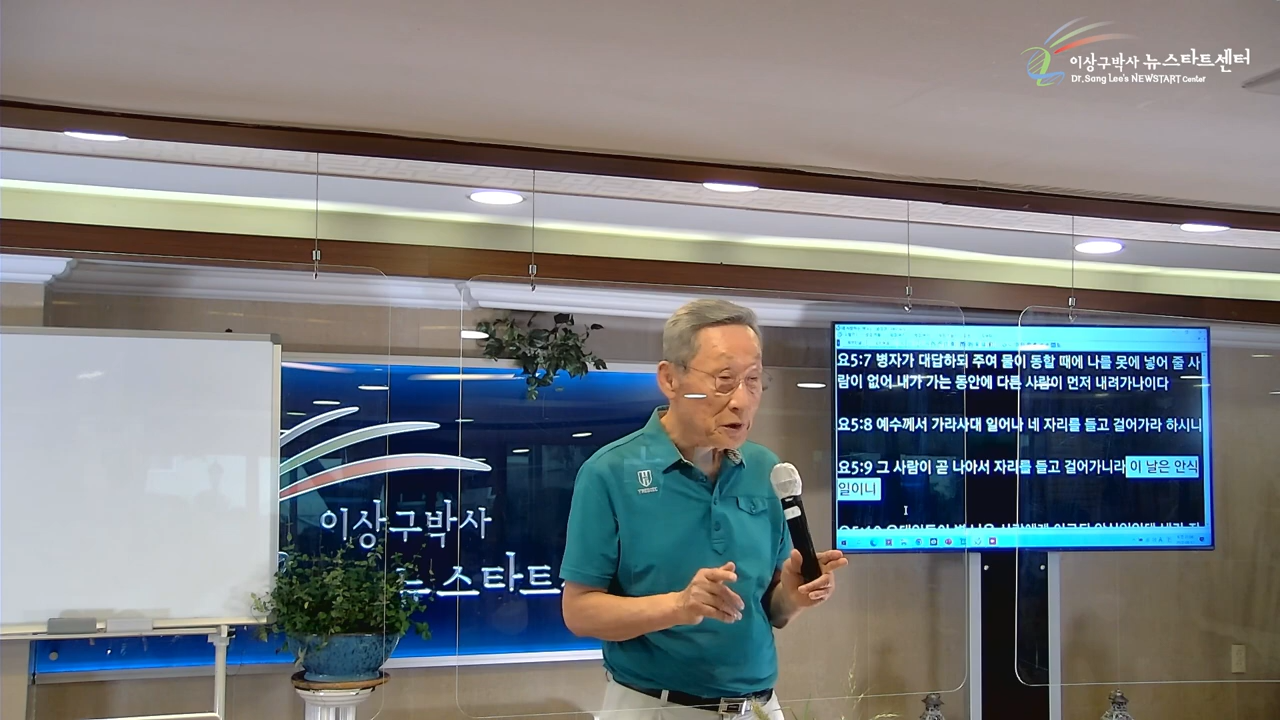 이상구박사 뉴스타트센터
Dr. Sang Lee's NEWSTART Center
요5:7 병자가 대답하되 주여 물이 동할 때에 나를 못에 넣어 줄 사
람이 없어 내가 가는 동안에 다른 사람이 먼저 내려가나이다
요5:8 예수께서 가라사대 일어나 네 자리를 들고 걸어가라 하시니
요5:9 그 사람이 곧 나아서 자리를 들고 걸어가니라 이 날은 안식
일이니
이상구박사
뉴스타트